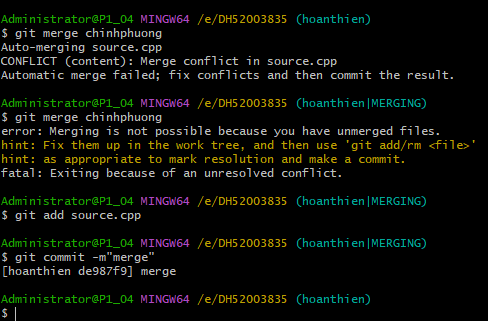 Administrator@P1_04 MINGW64 /e/DH52003835 (hoanthien)
$ git merge chinhphuong
Auto-merging source.cpp
CONFLICT (content): Merge conflict in source.cpp
Automatic merge failed; fix conflicts and then commit the result.
Administrator@P1_04 MINGW64 /e/DH52003835 (hoanthien|MERGING)
$ git merge chinhphuong
error: Merging is not possible because you have unmerged files.
hint: Fix them up in the work tree, and then use 'git add/rm <file>'
hint: as appropriate to mark resolution and make a commit.
fatal: Exiting because of an unresolved conflict.
Administrator@P1_04 MINGW64 /e/DH52003835 (hoanthien|MERGING)
$ git add source.cpp
Administrator@P1_04 MINGW64 /e/DH52003835 (hoanthien|MERGING)
$ git commit -m"merge"
[hoanthien de987f9] merge
Administrator@P1_04 MINGW64 /e/DH52003835 (hoanthien)
$